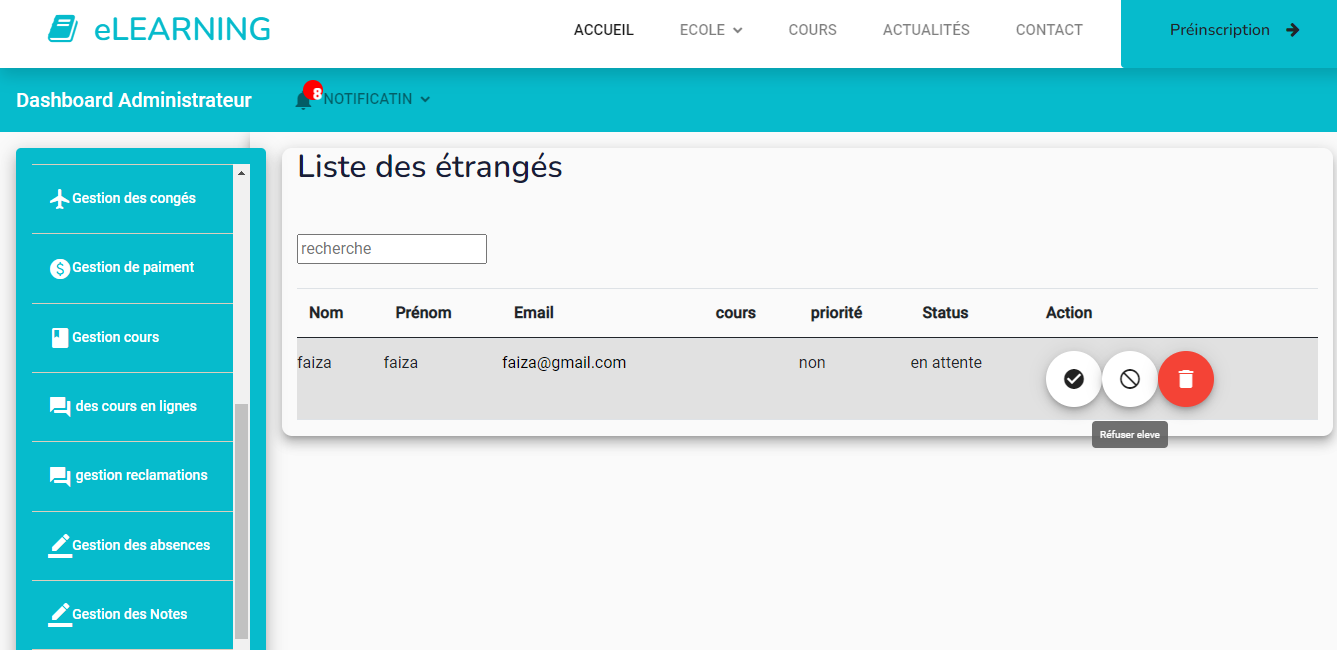 eLEARNING
ACCUEIL
ECOLE
COURS
ACTUALITÉS
CONTACT
Préinscription
Dashboard Administrateur
8
NOTIFICATIN
Gestion des congés
Gestion de paiment
Gestion cours
des cours en lignes
gestion reclamations
Gestion des absences
Gestion des Notes
Liste des étrangés
recherche
Nom Prénom Email cours priorité Status Action
faiza faiza faiza@gmail.com non en attente
Réfuser eleve